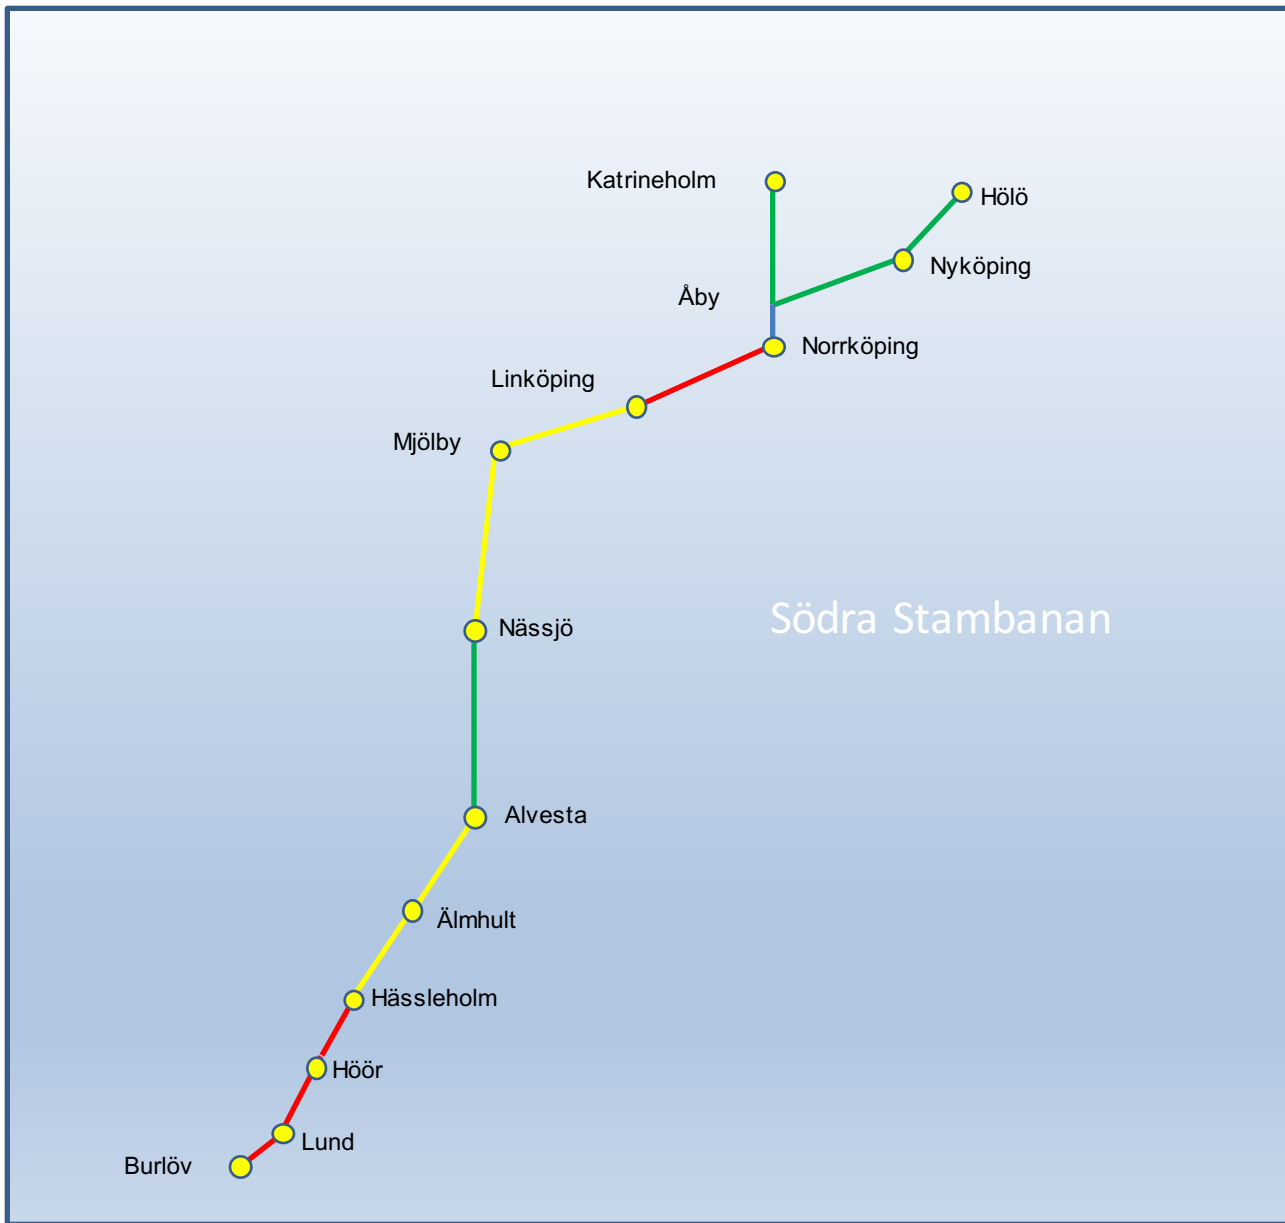 Katrineholm
Hölö
Nyköping
Åby
Norrköping
Linköping
Mjölby
Södra Stambanan
Nässjö
Alvesta
Älmhult
Hässleholm
Höör
Lund
Burlöv